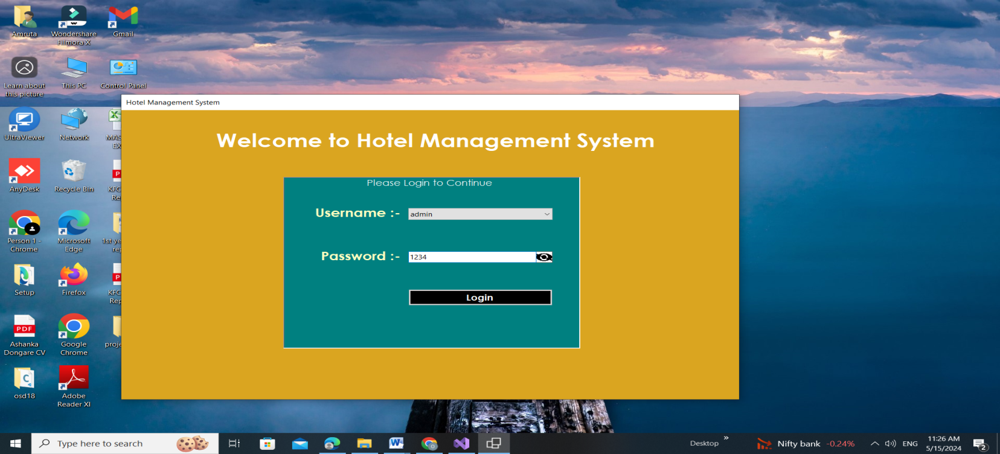 Amruta
Wondershare
Filmora X
Gmail
Learn about
this picture
This PC
Control Panel
Hotel Management System
UltraViewer
Network
MAS
EX
Welcome to Hotel Management System
AnyDesk
Recycle Bin
KFC
Re
Please Login to Continue
Username :-
admin
Person 1 -
Chrome
Microsoft
Edge
1st ye
rep
Password :-
1234
Setup
Firefox
KFC
Rep
Login
PDF
Ashanka
Dongare CV
Google
Chrome
proje
osd18
Adobe
Reader XI
Type here to search
Desktop
Nifty bank -0.24%
ENG
11:26 AM
5/15/2024
2